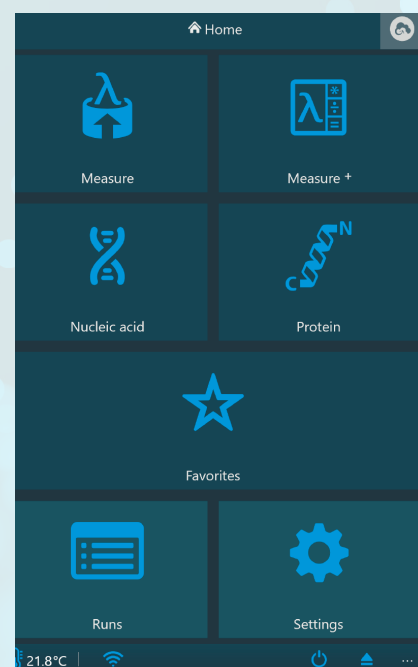 Home
λ
Measure
λ * ÷ =
Measure +
Nucleic acid
N
C
Protein
Favorites
Runs
Settings
21.8°C
...